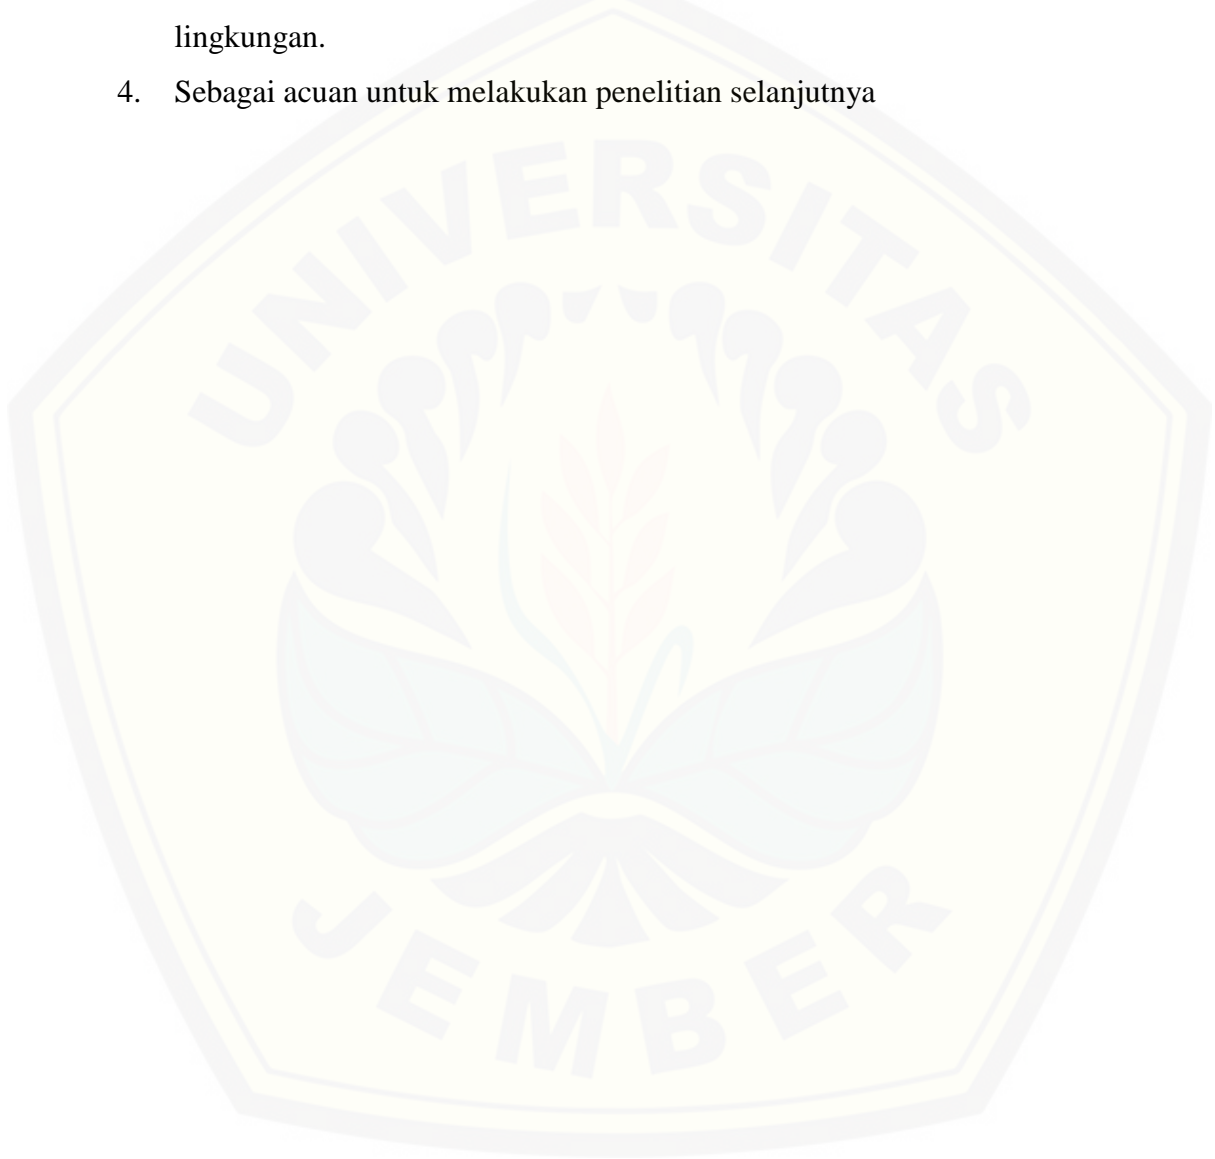 lingkungan.
4. Sebagai acuan untuk melakukan penelitian selanjutnya
UNIVERSITAS
JEMBER